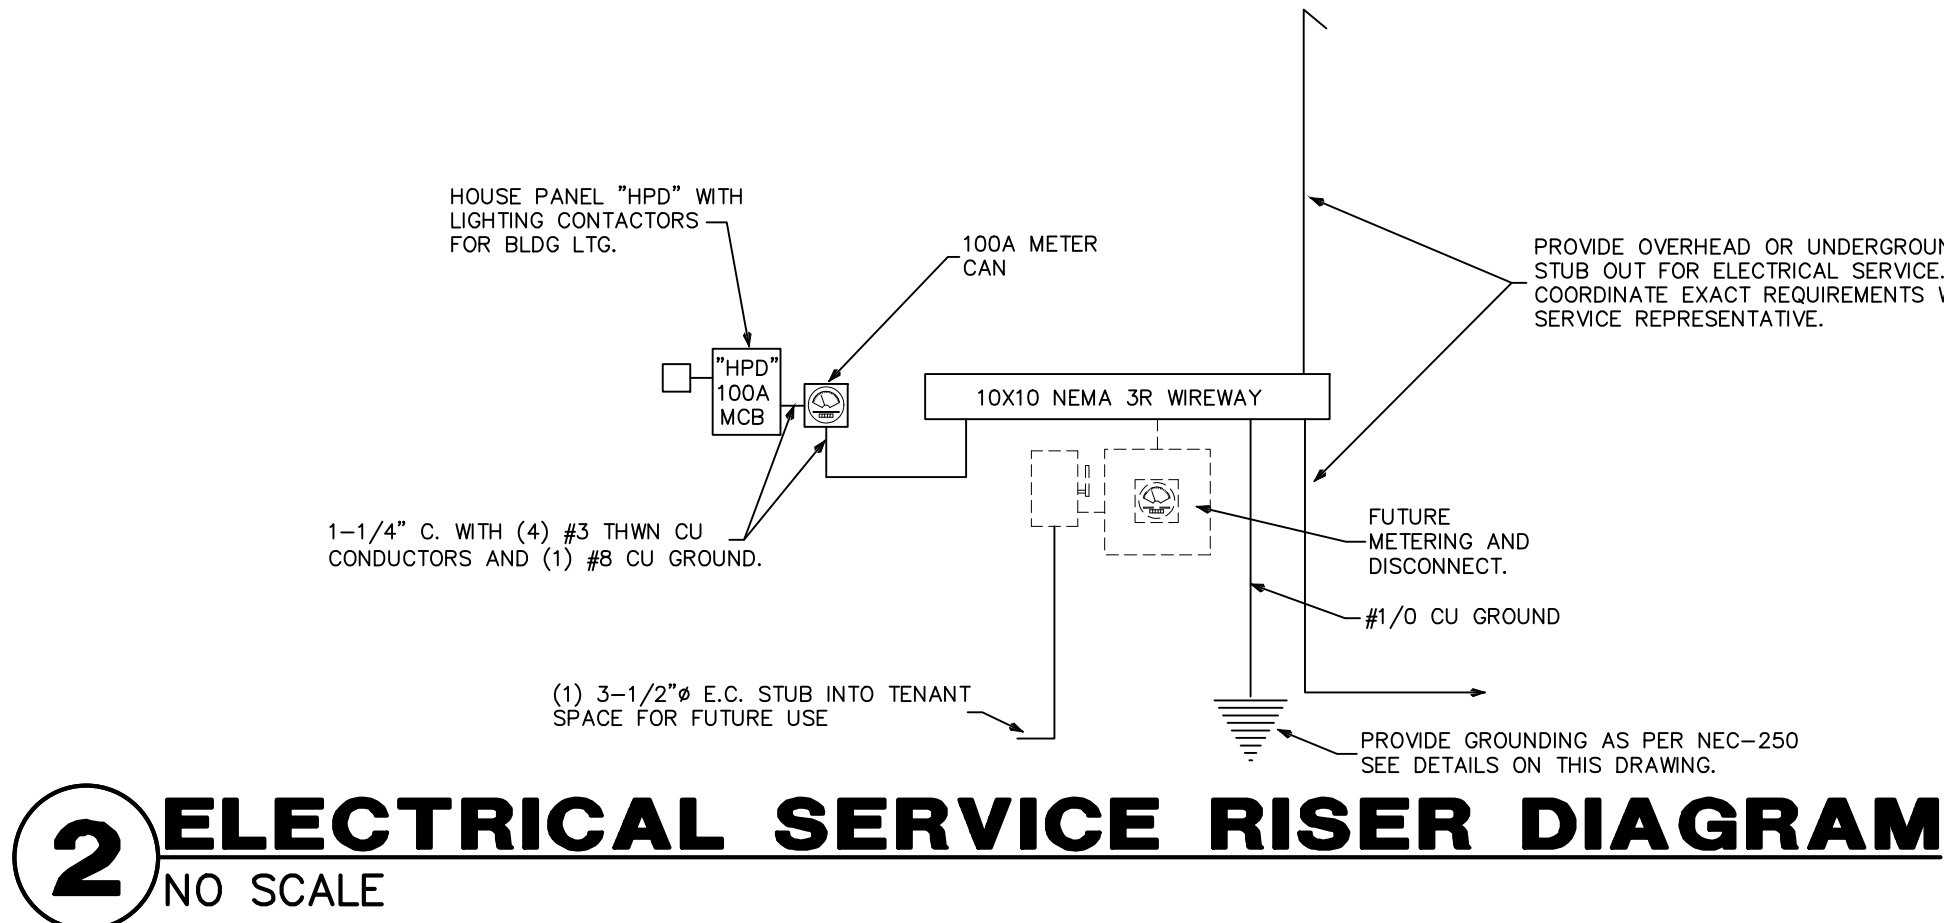 HOUSE PANEL "HPD" WITH
LIGHTING CONTACTORS
FOR BLDG LTG.
100A METER
CAN
PROVIDE OVERHEAD OR
STUB OUT FOR ELECTRICAL SERVICE.
COORDINATE EXACT REQUIREMENTS
SERVICE REPRESENTATIVE.
"HPD"
100A
MCB
10X10 NEMA 3R WIREWAY
1-1/4" C. WITH (4) #3 THWN CU
CONDUCTORS AND (1) #8 CU GROUND.
FUTURE
METERING AND
DISCONNECT.
#1/0 CU GROUND
(1) 3-1/2"ø E.C. STUB INTO TENANT
SPACE FOR FUTURE USE
PROVIDE GROUNDING AS PER NEC-250
SEE DETAILS ON THIS DRAWING.
2 ELECTRICAL SERVICE RISER DIAGRAM
NO SCALE